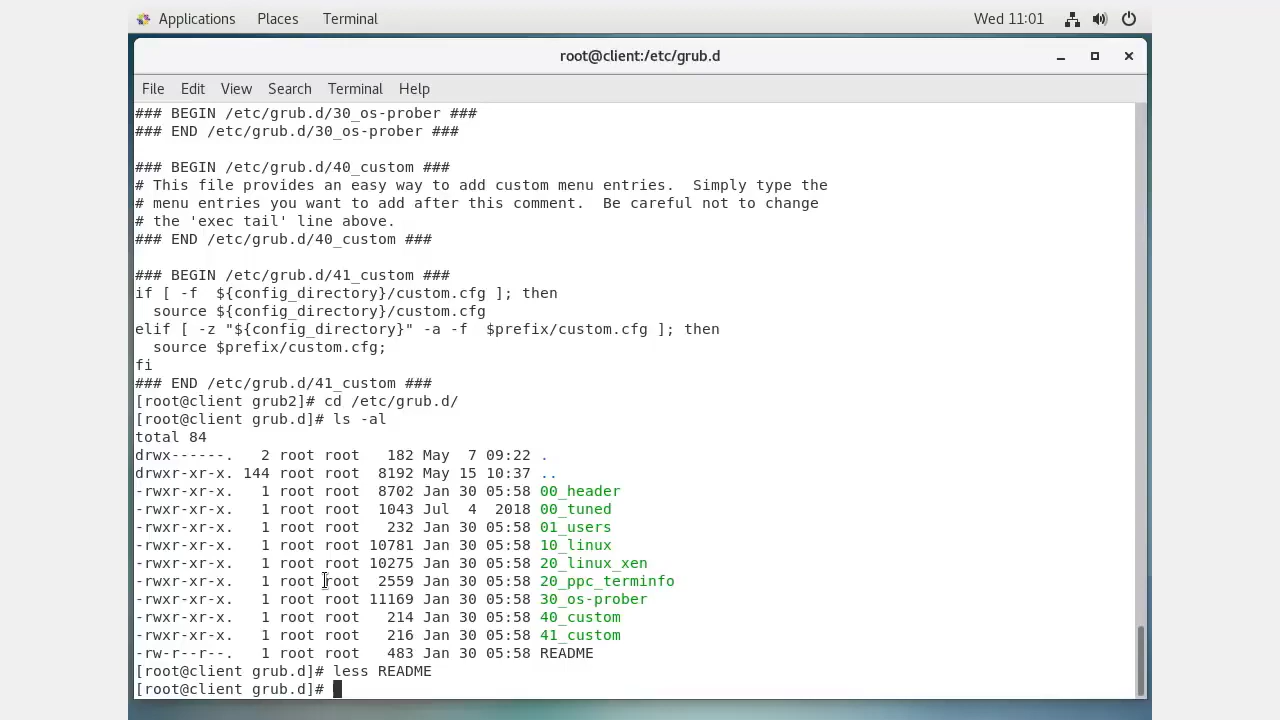 Applications Places Terminal Wed 11:01
root@client:/etc/grub.d
File Edit View Search Terminal Help
### BEGIN /etc/grub.d/30_os-prober ###
### END /etc/grub.d/30_os-prober ###
### BEGIN /etc/grub.d/40_custom ###
# This file provides an easy way to add custom menu entries.  Simply type the
# menu entries you want to add after this comment.  Be careful not to change
# the 'exec tail' line above.
### END /etc/grub.d/40_custom ###
### BEGIN /etc/grub.d/41_custom ###
if [ -f  ${config_directory}/custom.cfg ]; then
  source ${config_directory}/custom.cfg
elif [ -z "${config_directory}" -a -f  $prefix/custom.cfg ]; then
  source $prefix/custom.cfg;
fi
### END /etc/grub.d/41_custom ###
[root@client grub2]# cd /etc/grub.d/
[root@client grub.d]# ls -al
total 84
drwx------.   2 root root   182 May  7 09:22 .
drwxr-xr-x. 144 root root  8192 May 15 10:37 ..
-rwxr-xr-x.   1 root root  8702 Jan 30 05:58 00_header
-rwxr-xr-x.   1 root root  1043 Jul  4  2018 00_tuned
-rwxr-xr-x.   1 root root   232 Jan 30 05:58 01_users
-rwxr-xr-x.   1 root root 10781 Jan 30 05:58 10_linux
-rwxr-xr-x.   1 root root 10275 Jan 30 05:58 20_linux_xen
-rwxr-xr-x.   1 root root  2559 Jan 30 05:58 20_ppc_terminfo
-rwxr-xr-x.   1 root root 11169 Jan 30 05:58 30_os-prober
-rwxr-xr-x.   1 root root   214 Jan 30 05:58 40_custom
-rwxr-xr-x.   1 root root   216 Jan 30 05:58 41_custom
-rw-r--r--.   1 root root   483 Jan 30 05:58 README
[root@client grub.d]# less README
[root@client grub.d]#